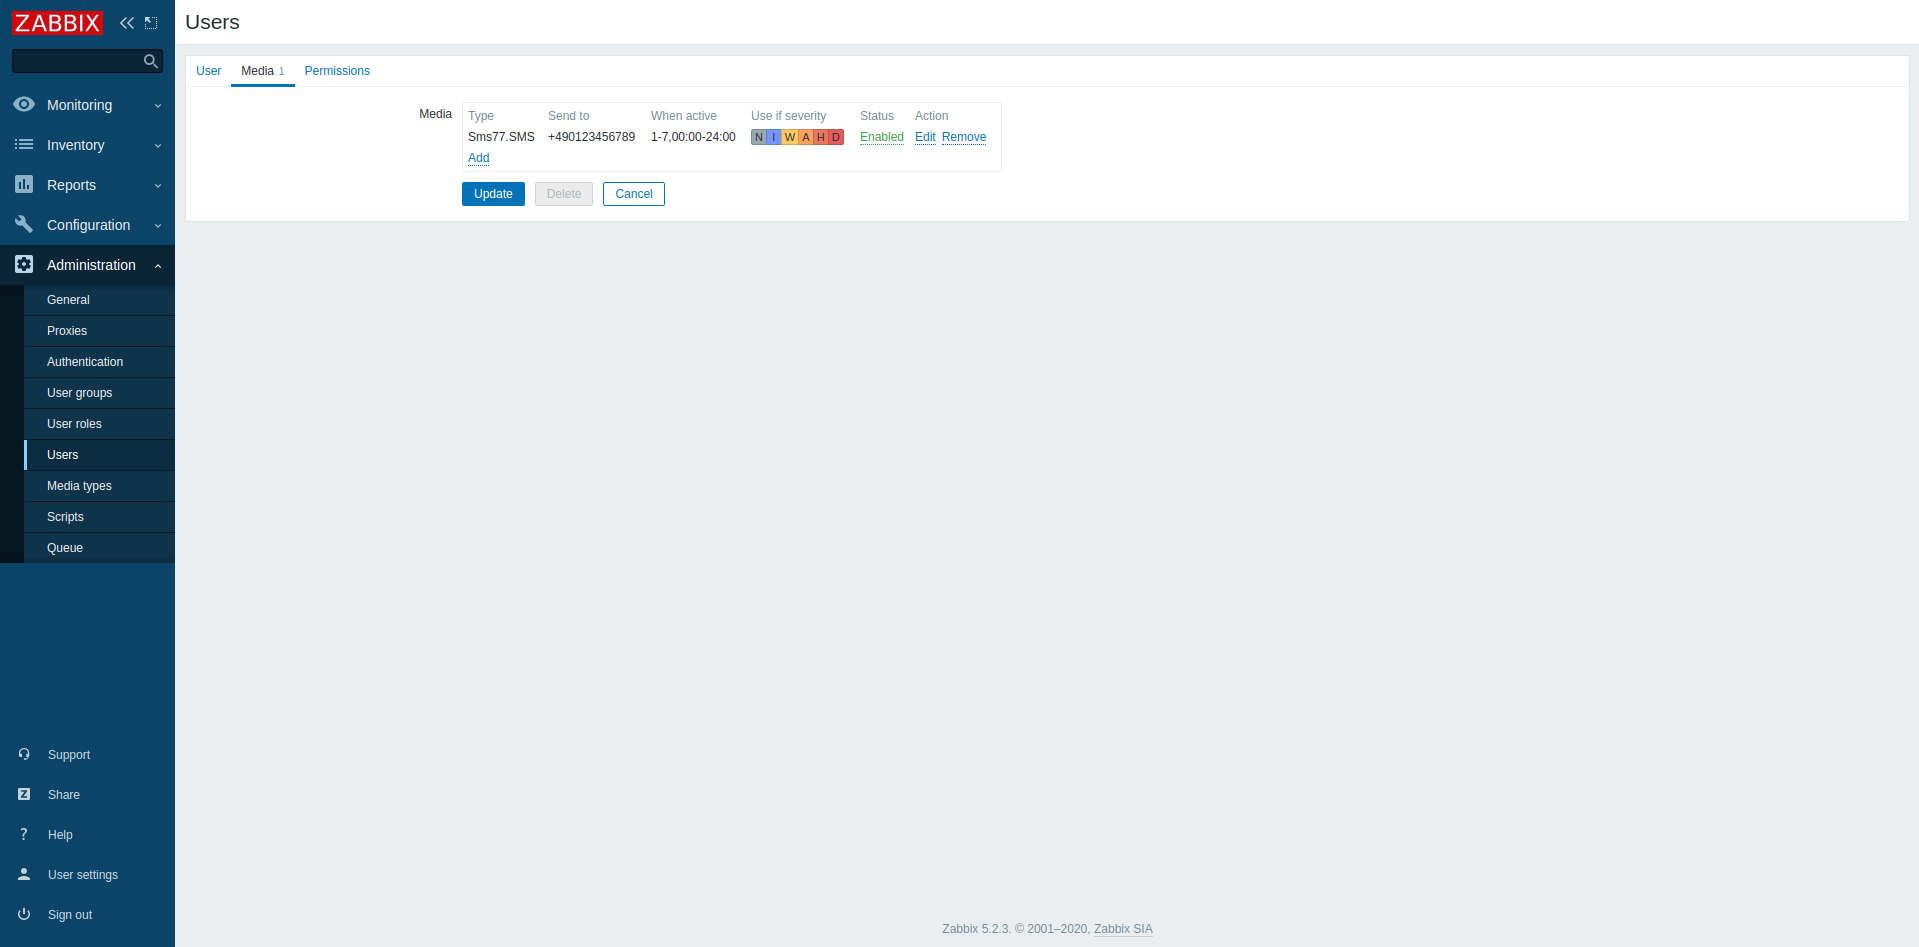 ZABBIX
Monitoring
Inventory
Reports
Configuration
Administration
General
Proxies
Authentication
User groups
User roles
Users
Media types
Scripts
Queue
Support
Z Share
? Help
User settings
Sign out
Users
User Media 1 Permissions
Media
Type Send to When active Use if severity Status Action
Sms77.SMS +490123456789 1-7,00:00-24:00 N I W A H D Enabled Edit Remove
Add
Update Delete Cancel
Zabbix 5.2.3. © 2001–2020, Zabbix SIA